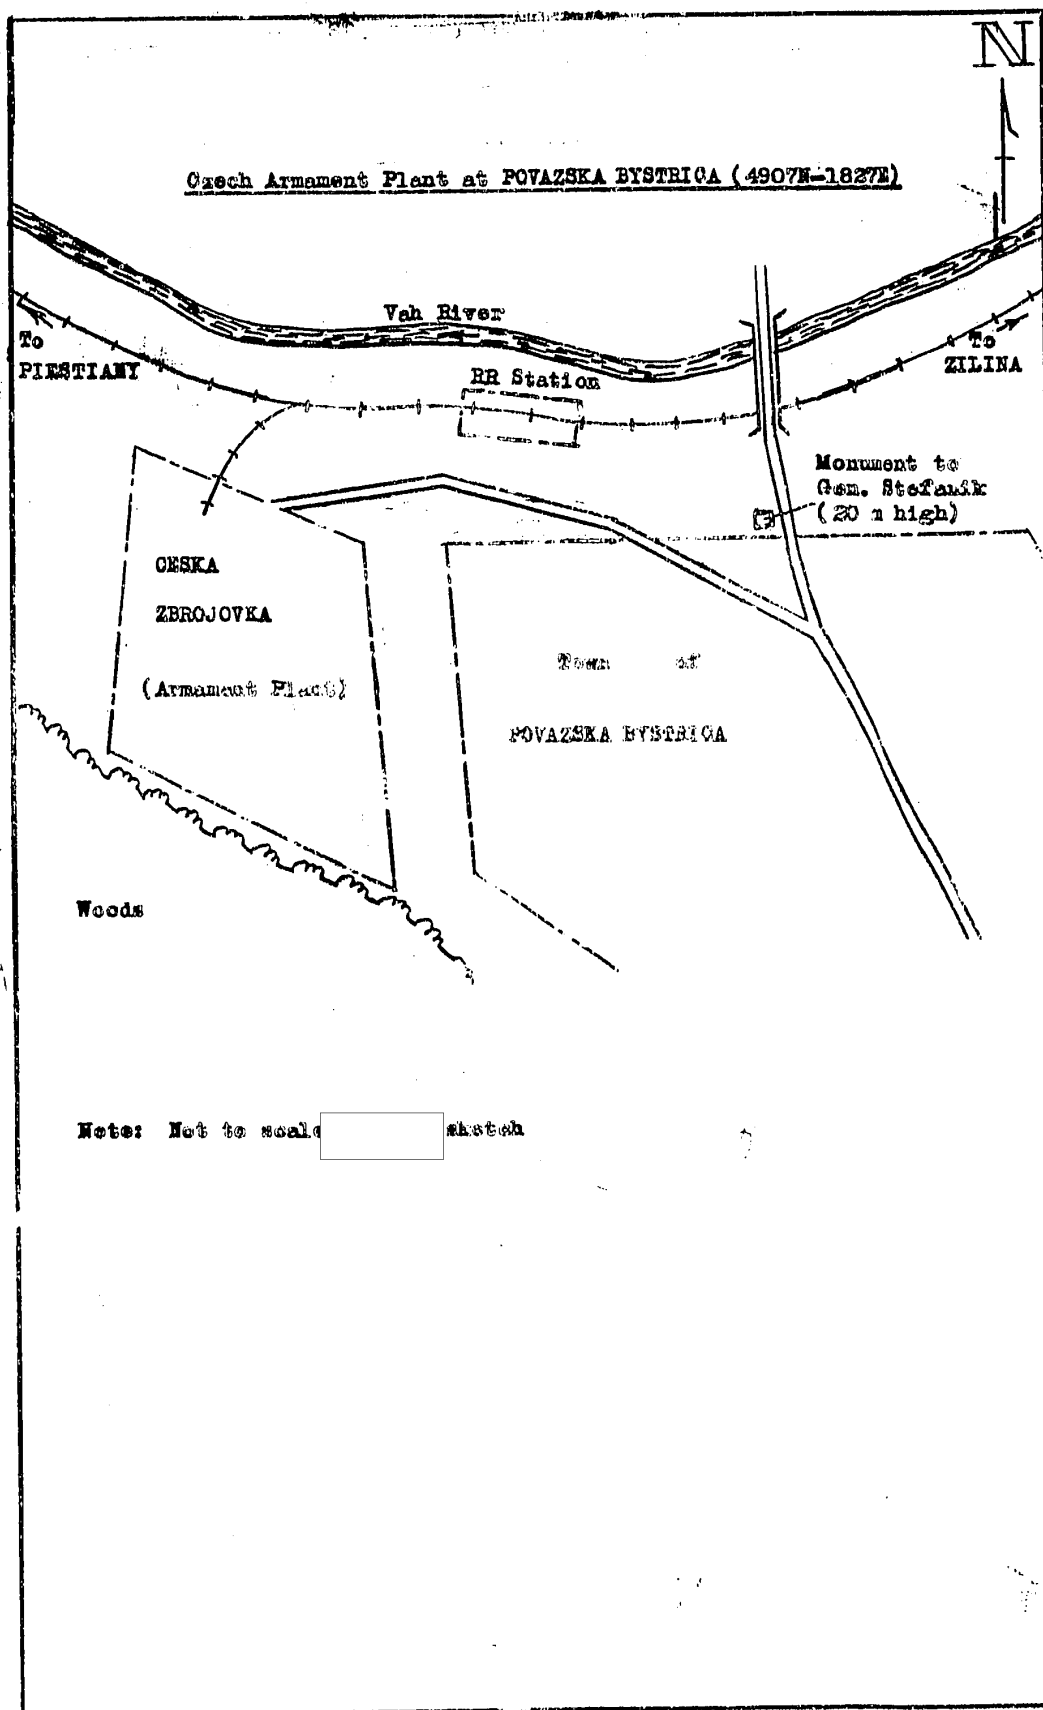 N
Czech Armament Plant at POVAZSKA BYSTRICA (4907N-1827E)
Vah River
To
PIESTIANY
RR Station
To
ZILINA
Monument to
Gen. Stefanik
(20 m high)
CESKA
ZBROJOVKA
(Armament Plant)
Town of
POVAZSKA BYSTRICA
Woods
Note: Not to scale sketch